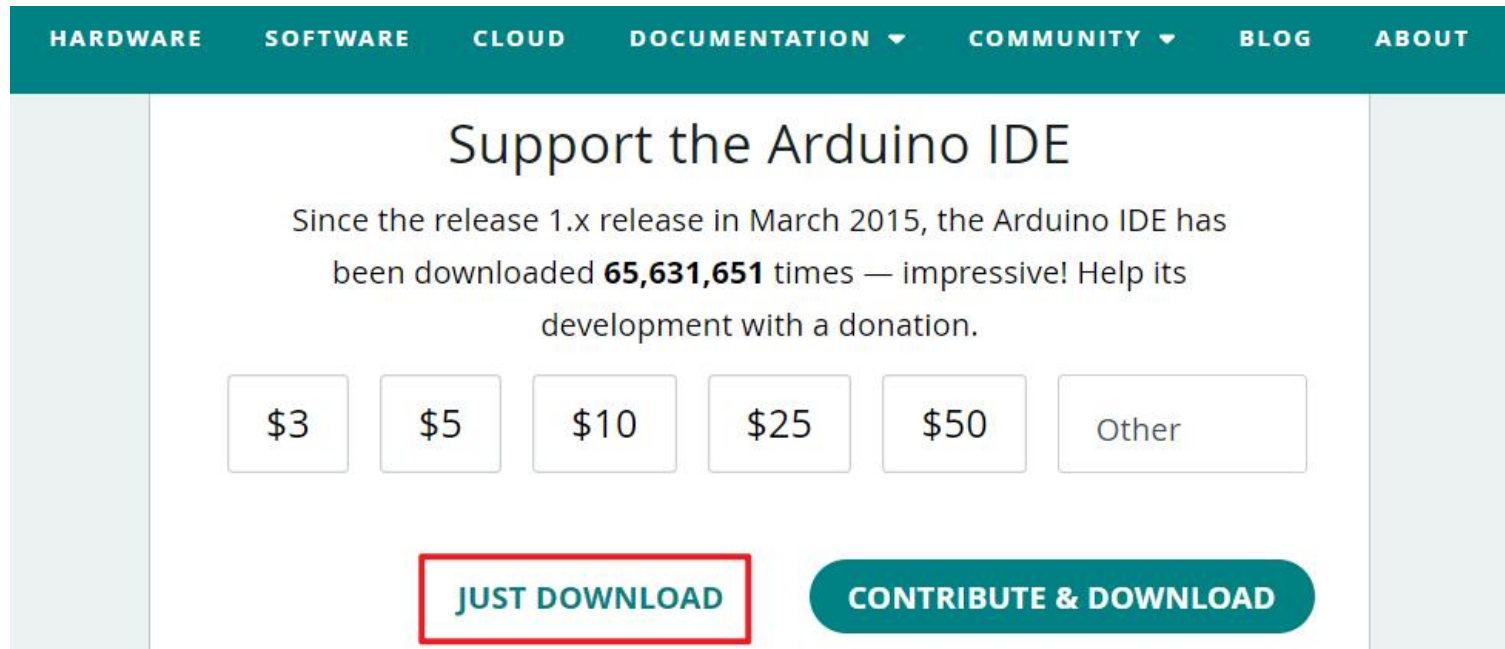 HARDWARE SOFTWARE CLOUD DOCUMENTATION COMMUNITY BLOG ABOUT
Support the Arduino IDE
Since the release 1.x release in March 2015, the Arduino IDE has
been downloaded 65,631,651 times — impressive! Help its
development with a donation.
$3 $5 $10 $25 $50 Other
JUST DOWNLOAD CONTRIBUTE & DOWNLOAD